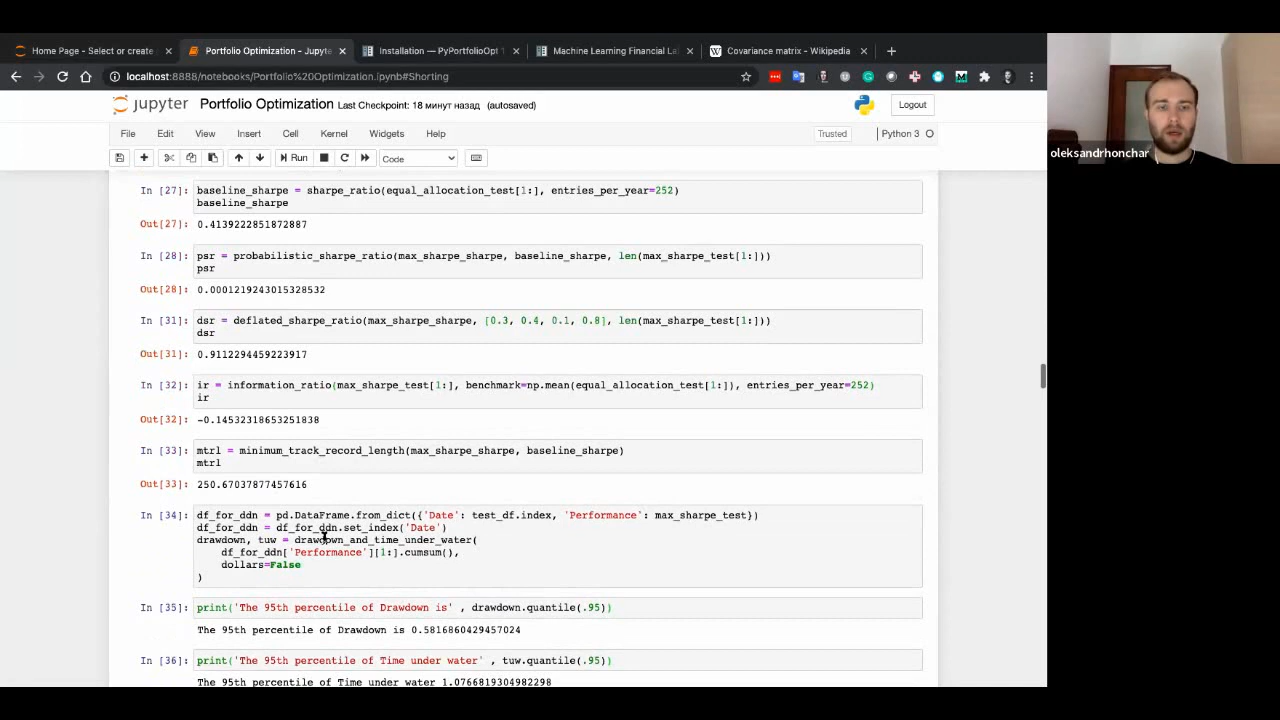 Home Page - Select or create
Portfolio Optimization - Jupyte
Installation — PyPortfolioOpt
Machine Learning Financial La
Covariance matrix - Wikipedia
localhost:8888/notebooks/Portfolio%20Optimization.ipynb#Shorting
jupyter Portfolio Optimization Last Checkpoint: 18 минут назад (autosaved)
Logout
File Edit View Insert Cell Kernel Widgets Help
Trusted Python 3
Run Code
oleksandrhonchar
In [27]: baseline_sharpe = sharpe_ratio(equal_allocation_test[1:], entries_per_year=252)
baseline_sharpe
Out[27]: 0.4139222851872887
In [28]: psr = probabilistic_sharpe_ratio(max_sharpe_sharpe, baseline_sharpe, len(max_sharpe_test[1:]))
psr
Out[28]: 0.0001219243015328532
In [31]: dsr = deflated_sharpe_ratio(max_sharpe_sharpe, [0.3, 0.4, 0.1, 0.8], len(max_sharpe_test[1:]))
dsr
Out[31]: 0.9112294459223917
In [32]: ir = information_ratio(max_sharpe_test[1:], benchmark=np.mean(equal_allocation_test[1:]), entries_per_year=252)
ir
Out[32]: -0.14532318653251838
In [33]: mtrl = minimum_track_record_length(max_sharpe_sharpe, baseline_sharpe)
mtrl
Out[33]: 250.67037877457616
In [34]: df_for_ddn = pd.DataFrame.from_dict({'Date': test_df.index, 'Performance': max_sharpe_test})
df_for_ddn = df_for_ddn.set_index('Date')
drawdown, tuw = drawdown_and_time_under_water(
df_for_ddn['Performance'][1:].cumsum(),
dollars=False
)
In [35]: print('The 95th percentile of Drawdown is' , drawdown.quantile(.95))
The 95th percentile of Drawdown is 0.5816860429457024
In [36]: print('The 95th percentile of Time under water' , tuw.quantile(.95))
The 95th percentile of Time under water 1.0766819304982298